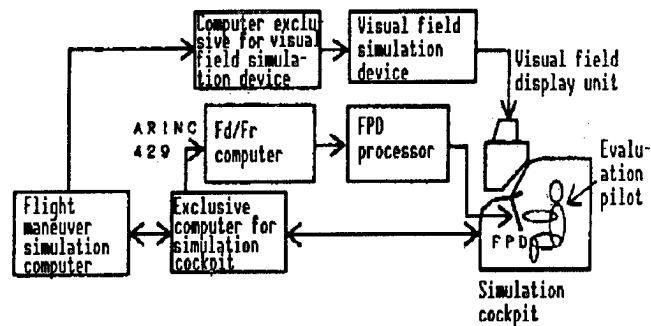 Computer exclu-
sive for visual
field simula-
tion device
Visual field
simulation
device
Visual field
display unit
ARINC
429
Fd/Fr
computer
FPD
processor
Evalu-
ation
pilot
Flight
maneuver
simulation
computer
Exclusive
computer for
simulation
cockpit
FPD
Simulation
cockpit